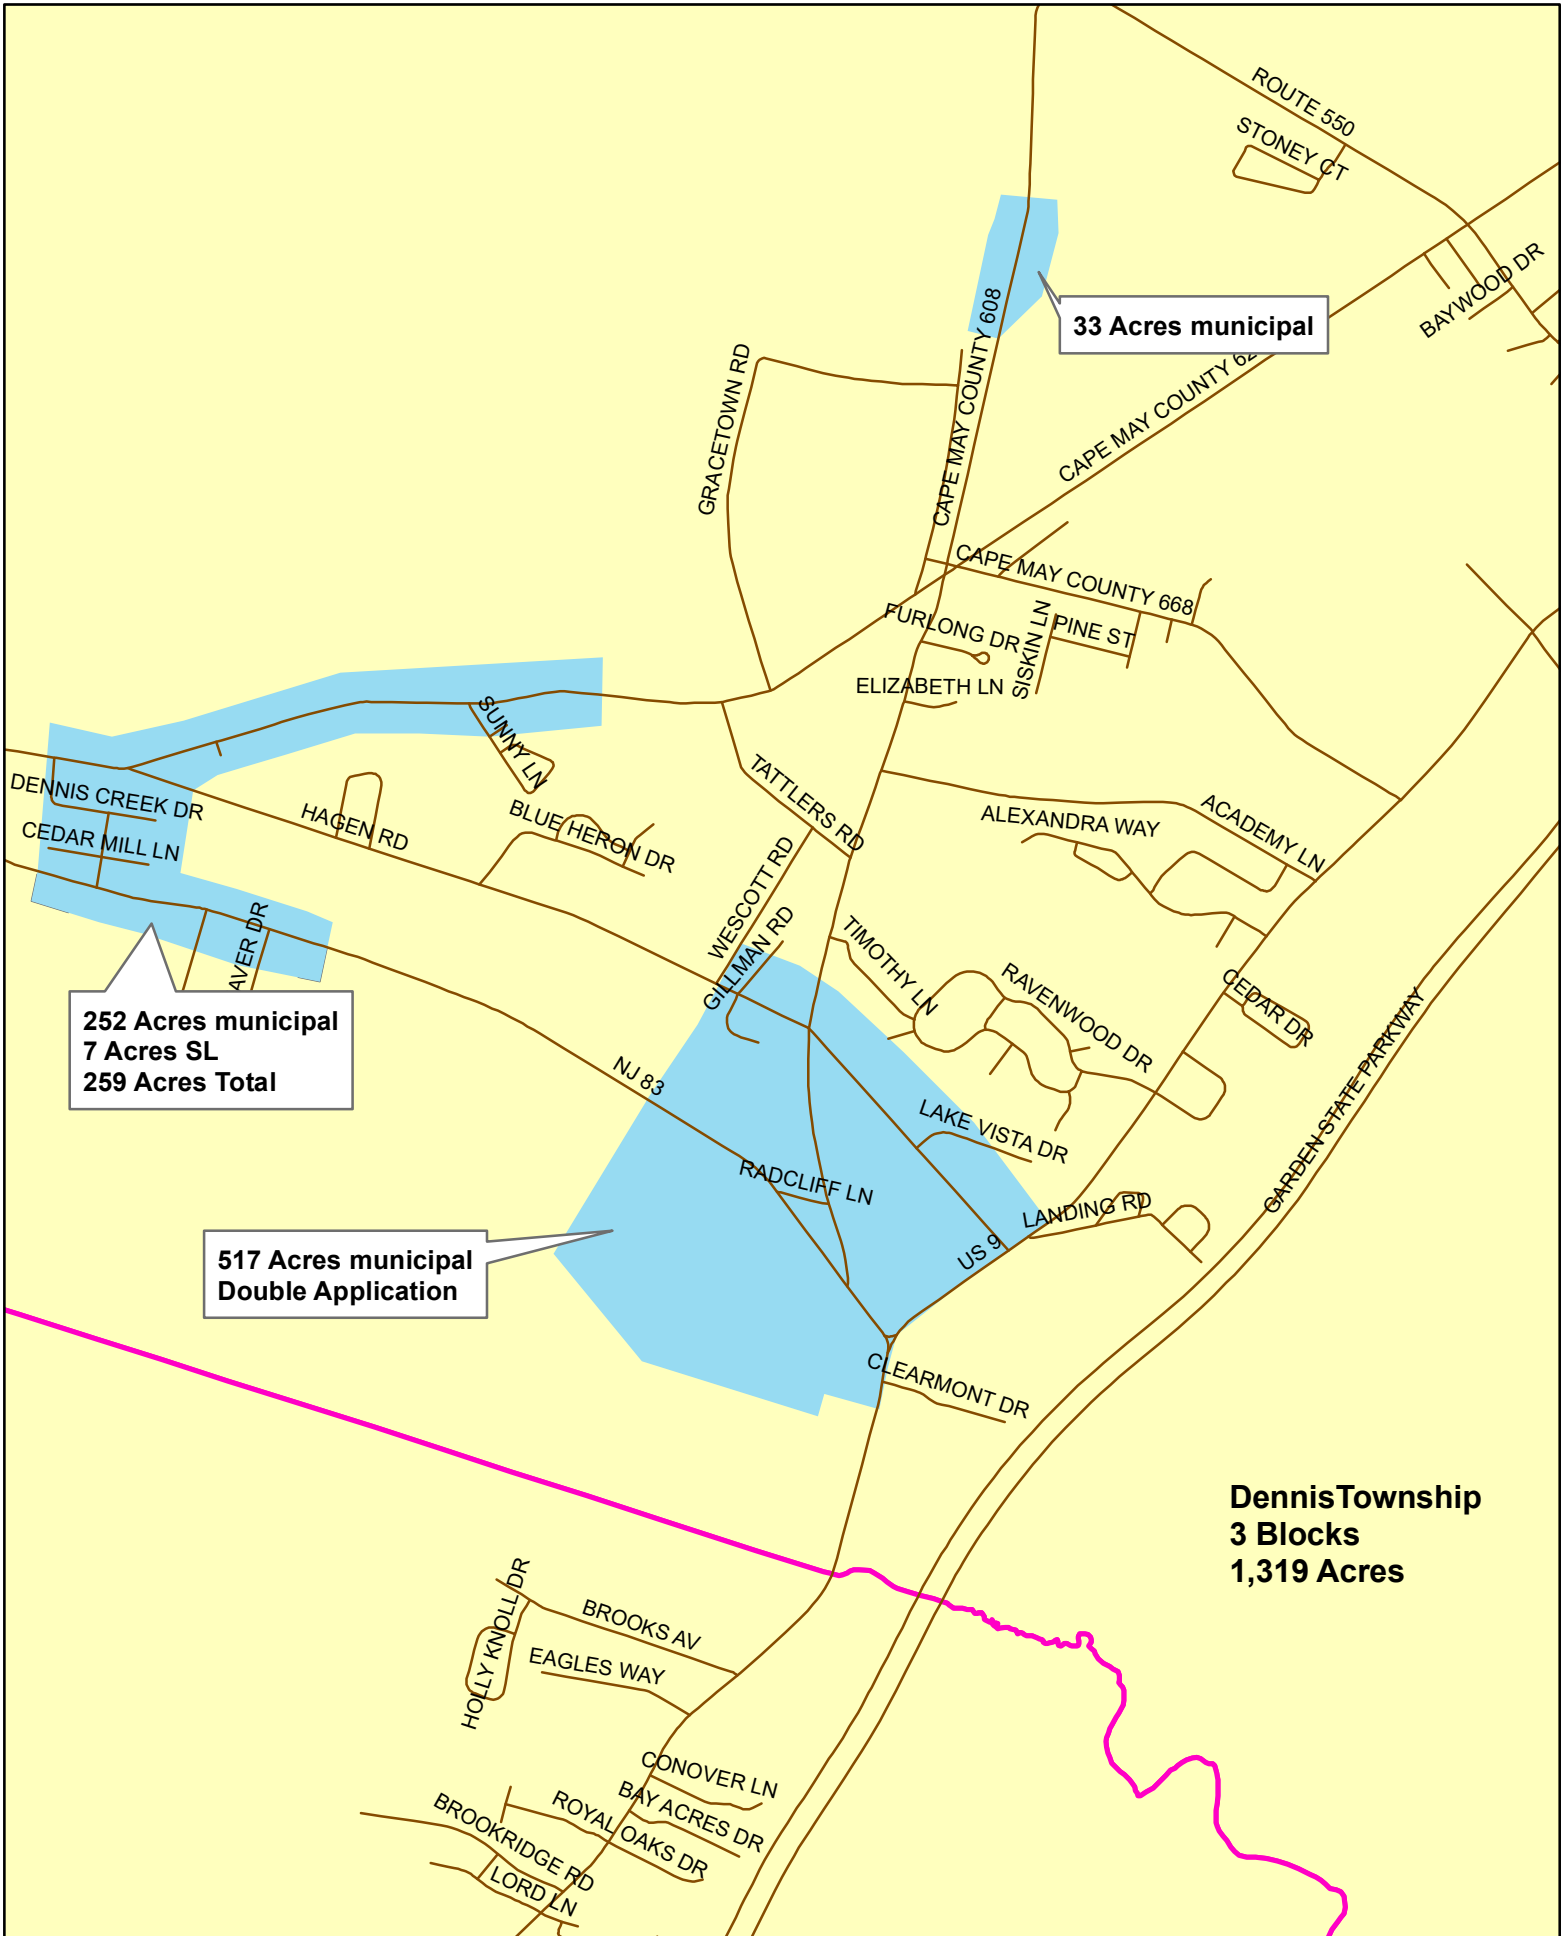 ROUTE 550
STONEY CT
BAYWOOD DR
33 Acres municipal
CAPE MAY COUNTY 608
CAPE MAY COUNTY 62
GRACETOWN RD
CAPE MAY COUNTY 668
FURLONG DR
SISKIN LN
PINE ST
ELIZABETH LN
SUNNY LN
TATTLERS RD
DENNIS CREEK DR
HAGEN RD
BLUE HERON DR
ALEXANDRA WAY
ACADEMY LN
CEDAR MILL LN
WESCOTT RD
GILLMAN RD
AVER DR
TIMOTHY LN
RAVENWOOD DR
CEDAR DR
GARDEN STATE PARKWAY
252 Acres municipal
7 Acres SL
259 Acres Total
NJ 83
LAKE VISTA DR
RADCLIFF LN
LANDING RD
US 9
517 Acres municipal
Double Application
CLEARMONT DR
DennisTownship
3 Blocks
1,319 Acres
HOLLY KNOLL DR
BROOKS AV
EAGLES WAY
CONOVER LN
BAY ACRES DR
ROYAL OAKS DR
BROOKRIDGE RD
LORD LN